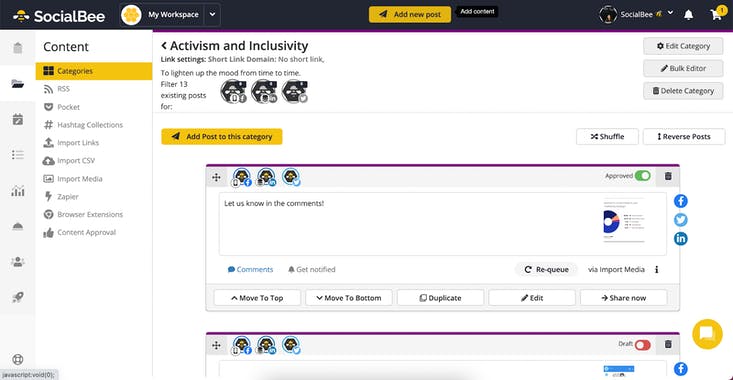 SocialBee
My Workspace
Add new post
Add content
SocialBee
1
Content
Categories
RSS
Pocket
Hashtag Collections
Import Links
Import CSV
Import Media
Zapier
Browser Extensions
Content Approval
Activism and Inclusivity
Link settings: Short Link Domain: No short link,
To lighten up the mood from time to time.
Filter 13
existing posts
for:
Edit Category
Bulk Editor
Delete Category
Add Post to this category
Shuffle
Reverse Posts
Approved
Let us know in the comments!
Comments
Get notified
Re-queue
via Import Media
Move To Top
Move To Bottom
Duplicate
Edit
Share now
Draft
javascript:void(0);